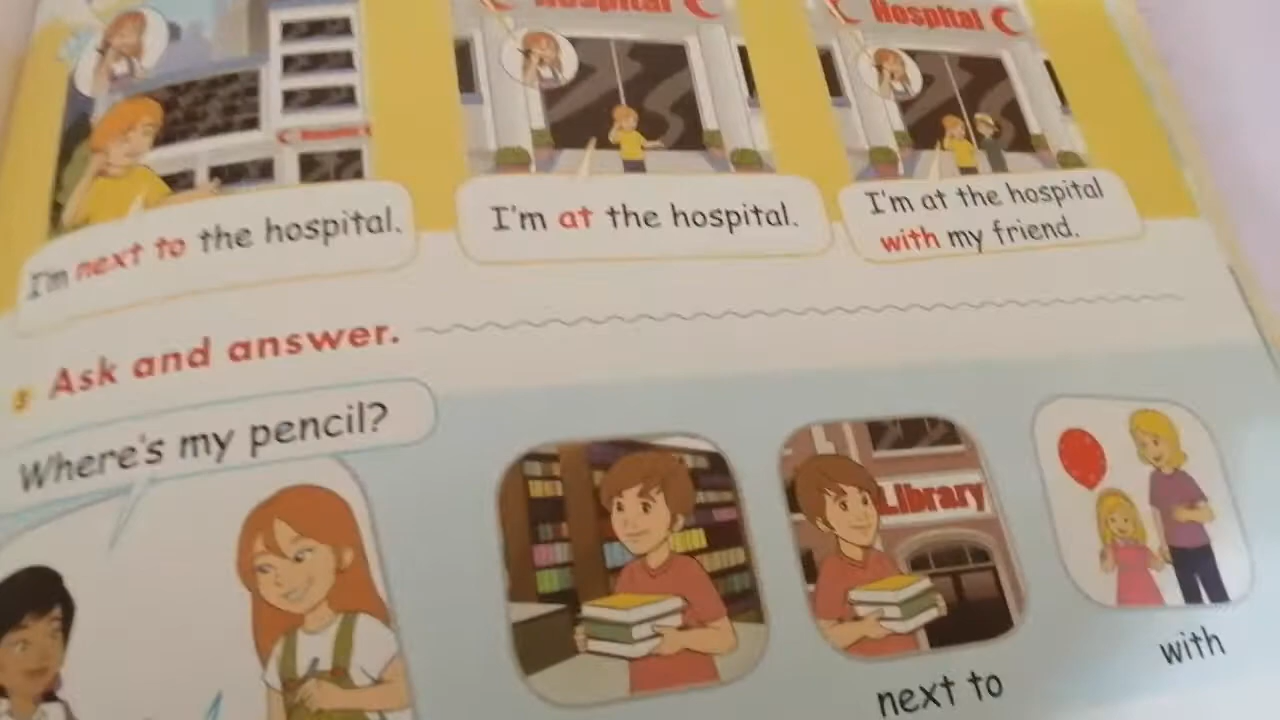 Hospital
Hospital
I'm next to the hospital.
I'm at the hospital.
I'm at the hospital
with my friend.
Ask and answer.
Where's my pencil?
Library
next to
with